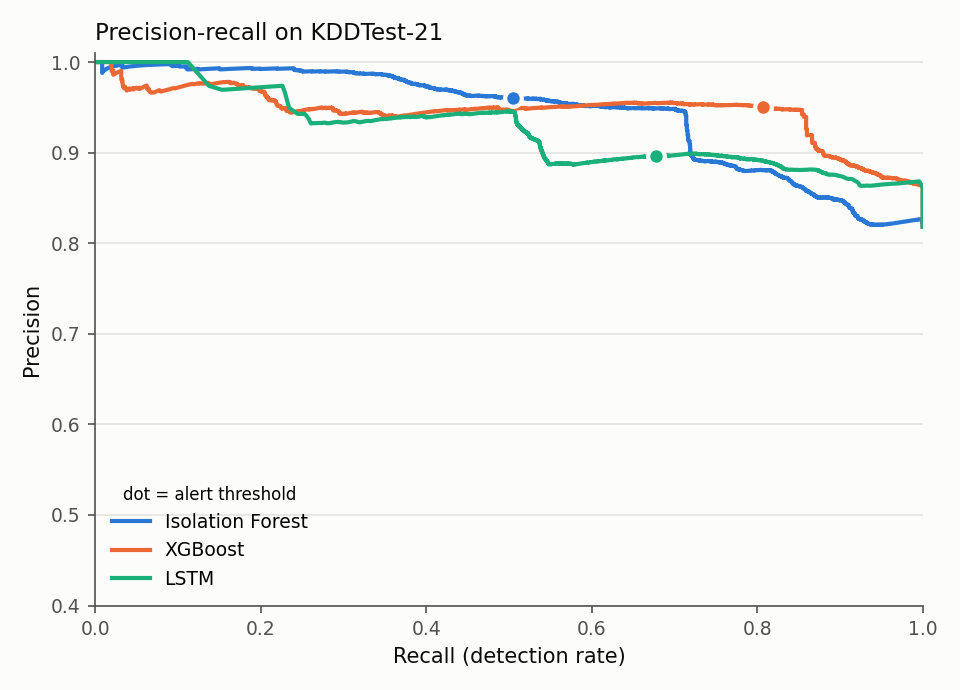 Precision-recall on KDDTest-21
1.0
0.9
0.8
0.7
0.6
0.5
0.4
Precision
dot = alert threshold
Isolation Forest
XGBoost
LSTM
0.0 0.2 0.4 0.6 0.8 1.0
Recall (detection rate)